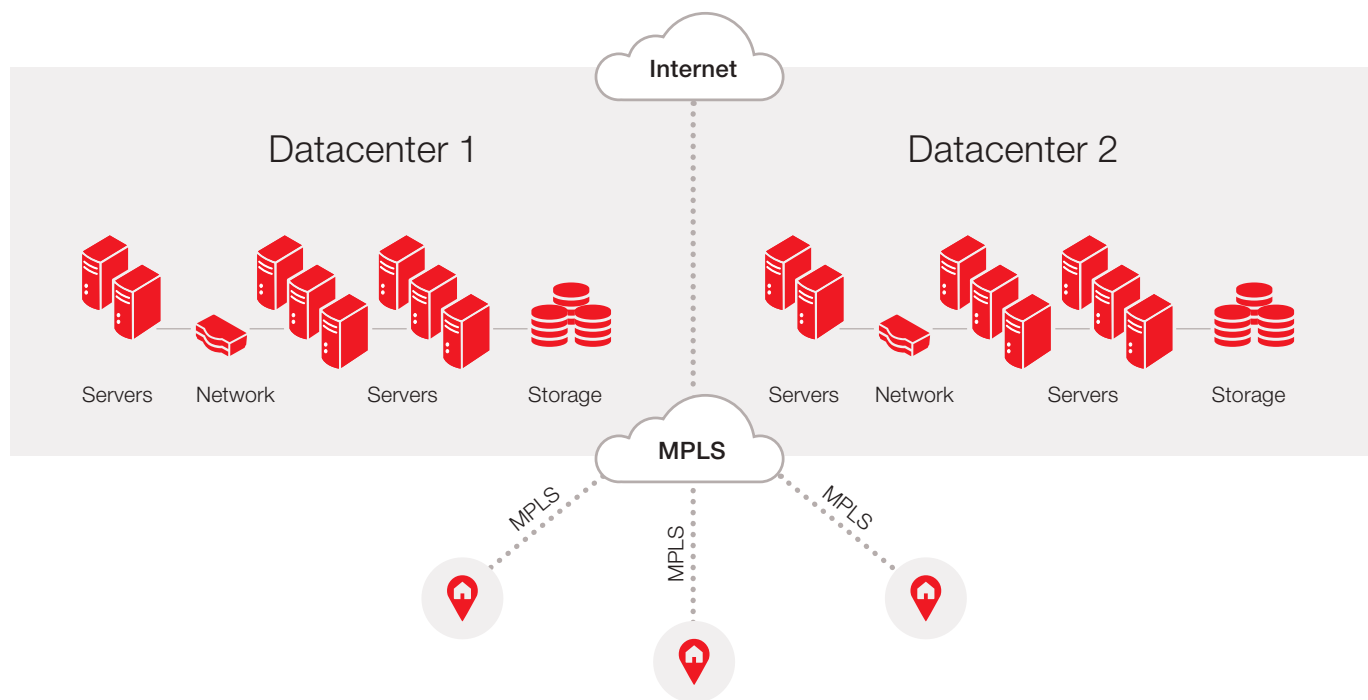 Internet
Datacenter 1
Datacenter 2
Servers
Network
Servers
Storage
Servers
Network
Servers
Storage
MPLS
MPLS
MPLS
MPLS